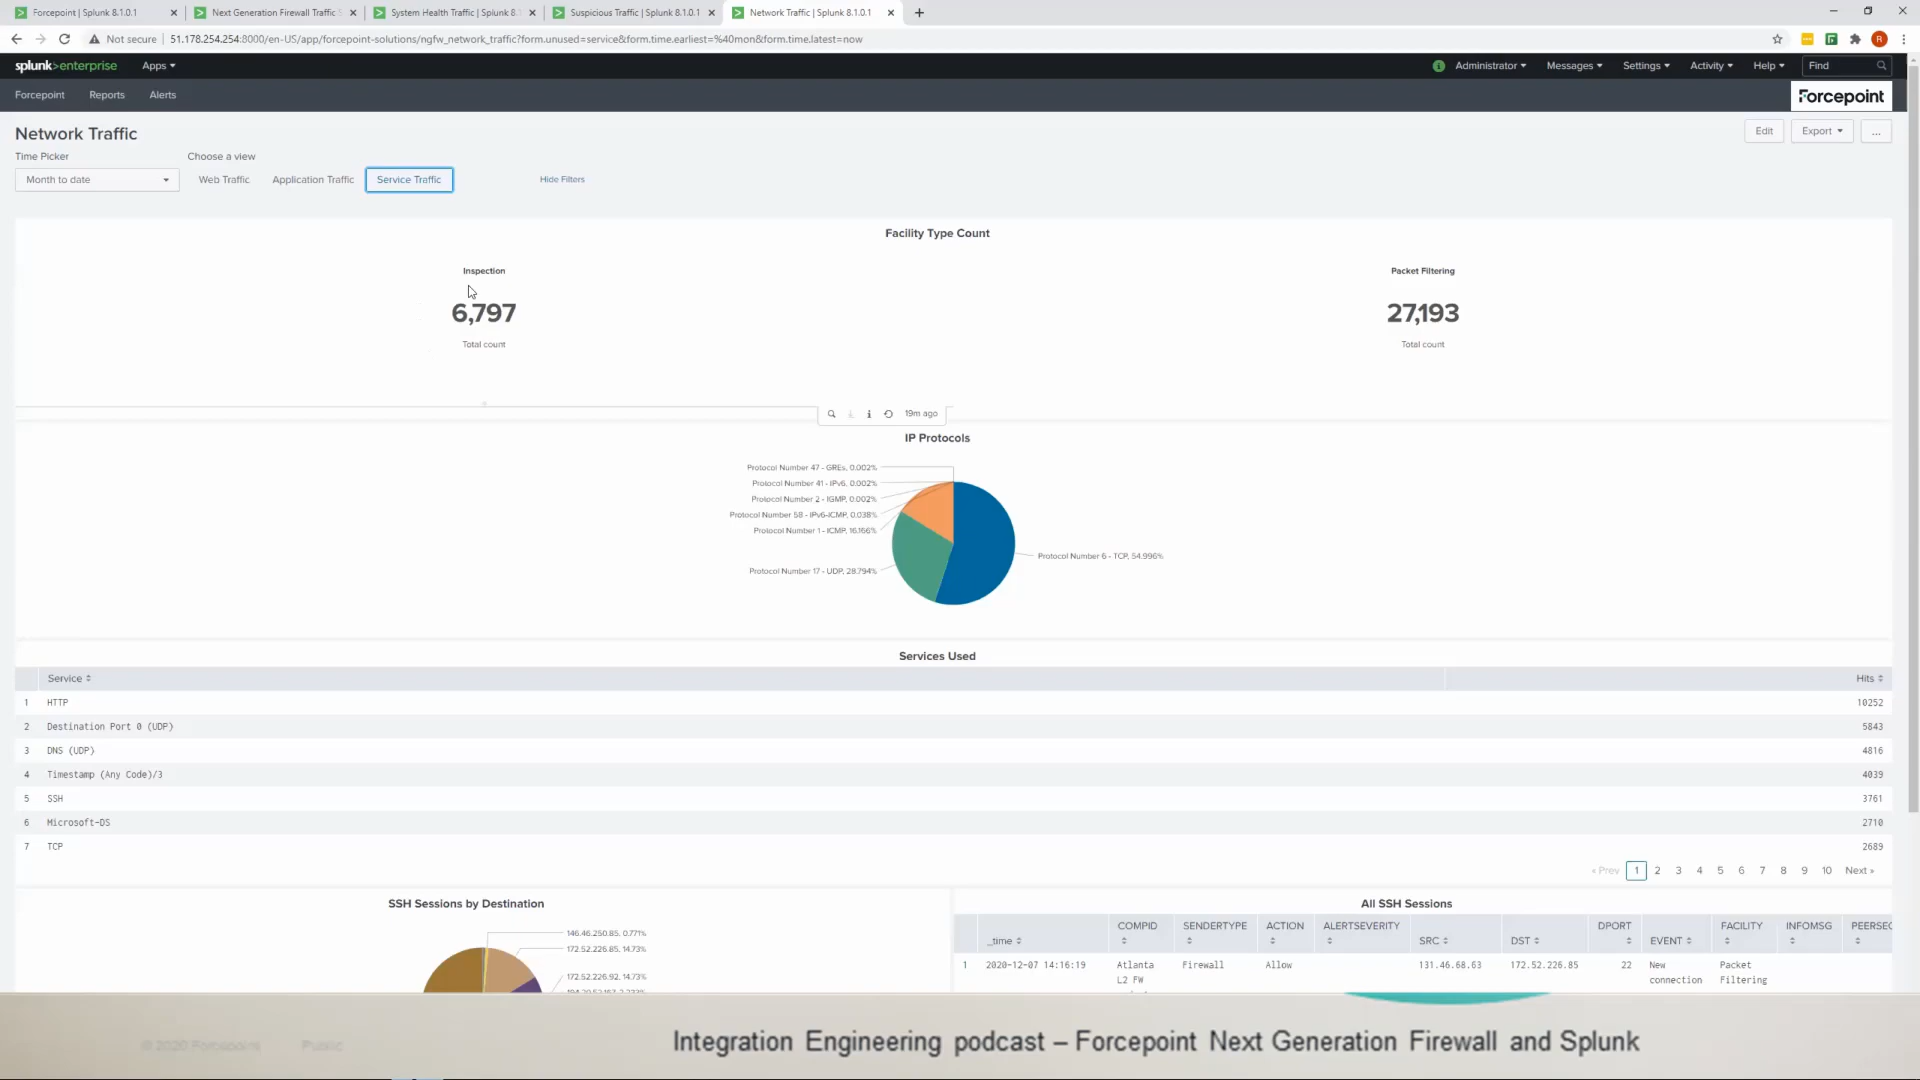 Forcepoint | Splunk 8.1.0.1
Next Generation Firewall Traffic
System Health Traffic | Splunk 8.1
Suspicious Traffic | Splunk 8.1.0.1
Network Traffic | Splunk 8.1.0.1
Not secure | 51.178.254.254:8000/en-US/app/forcepoint-solutions/ngfw_network_traffic?form.unused=service&form.time.earliest=%40mon&form.time.latest=now
R
splunk>enterprise Apps
Administrator Messages Settings Activity Help Find
Forcepoint Reports Alerts Forcepoint
Network Traffic Edit Export ...
Time Picker Choose a view
Month to date Web Traffic Application Traffic Service Traffic Hide Filters
Facility Type Count
Inspection Packet Filtering
6,797 27,193
Total count Total count
19m ago
IP Protocols
Protocol Number 47 - GREs, 0.002%
Protocol Number 41 - IPv6, 0.002%
Protocol Number 2 - IGMP, 0.002%
Protocol Number 58 - IPv6-ICMP, 0.038%
Protocol Number 1 - ICMP, 16.166%
Protocol Number 6 - TCP, 54.996%
Protocol Number 17 - UDP, 28.794%
Services Used
Service Hits
1 HTTP 10252
2 Destination Port 0 (UDP) 5843
3 DNS (UDP) 4816
4 Timestamp (Any Code)/3 4039
5 SSH 3761
6 Microsoft-DS 2710
7 TCP 2689
« Prev 1 2 3 4 5 6 7 8 9 10 Next »
SSH Sessions by Destination
146.46.250.85, 0.771%
172.52.226.85, 14.73%
172.52.226.92, 14.73%
All SSH Sessions
_time COMPID SENDERTYPE ACTION ALERTSEVERITY SRC DST DPORT EVENT FACILITY INFOMSG PEERSEC
1 2020-12-07 14:16:19 Atlanta Firewall Allow 131.46.68.63 172.52.226.85 22 New Packet
L2 FW connection Filtering
© 2020 Forcepoint Public
Integration Engineering podcast – Forcepoint Next Generation Firewall and Splunk